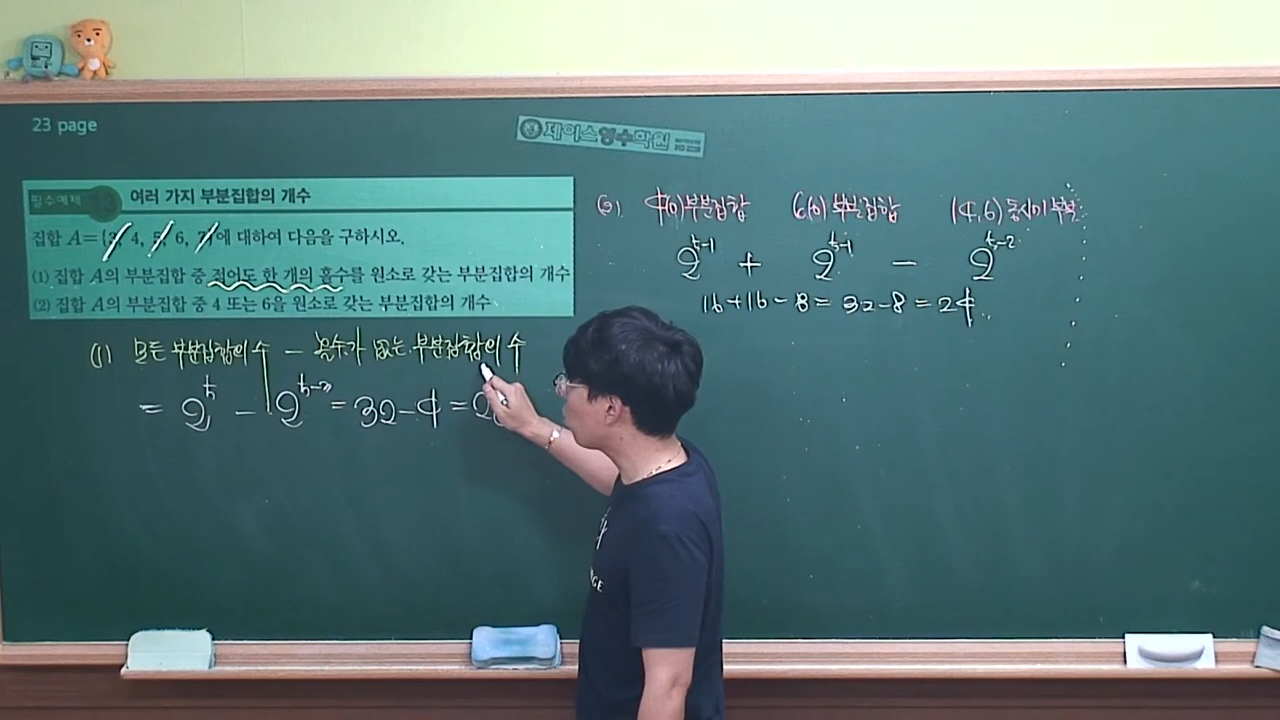 23 page
제이스영수학원
필수예제
여러 가지 부분집합의 개수
집합 A={3, 4, 5, 6, 7}에 대하여 다음을 구하시오.
(1) 집합 A의 부분집합 중 적어도 한 개의 홀수를 원소로 갖는 부분집합의 개수
(2) 집합 A의 부분집합 중 4 또는 6을 원소로 갖는 부분집합의 개수
(1) 모든 부분집합의 수 - 홀수가 없는 부분집합의 수
= 2^5 - 2^{5-3} = 32-4 =
(2). 4(o)부분집합 6(o) 부분집합 (4,6) 동시에
2^{5-1} + 2^{5-1} - 2^{5-2}
16+16-8=32-8=24